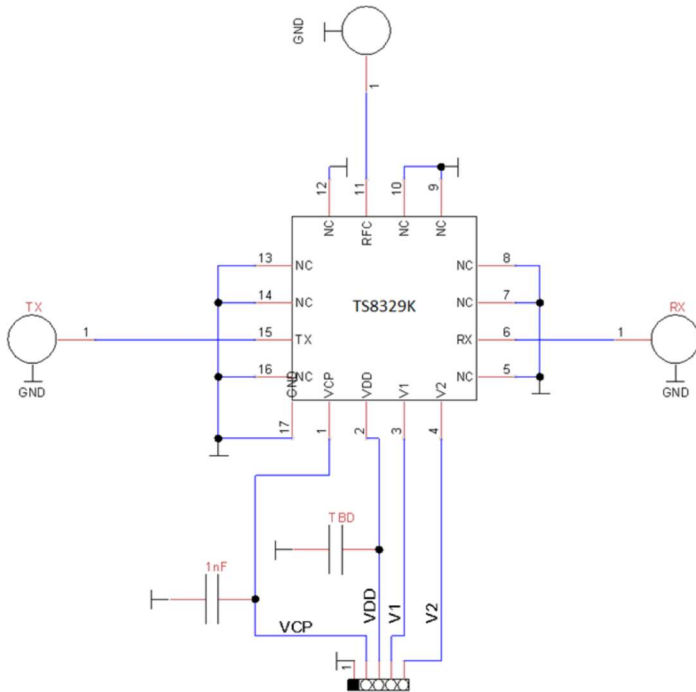 GND
1
12
11
10
9
NC
RFC
NC
NC
13
NC
NC
8
14
NC
TS8329K
NC
7
TX
1
15
TX
RX
6
1
RX
GND
16
NC
NC
5
GND
GND
VCP
VDD
V1
V2
17
1
2
3
4
TBD
1nF
VCP
VDD
V1
V2
1